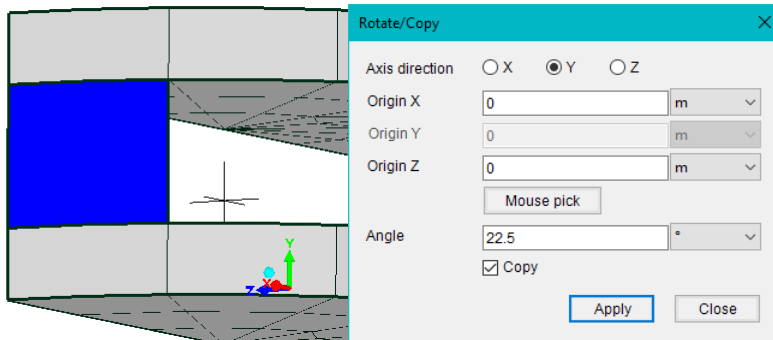 Rotate/Copy
Axis direction X Y Z
Origin X 0 m
Origin Y 0 m
Origin Z 0 m
Mouse pick
Angle 22.5 °
Copy
Apply Close
Y
X
Z